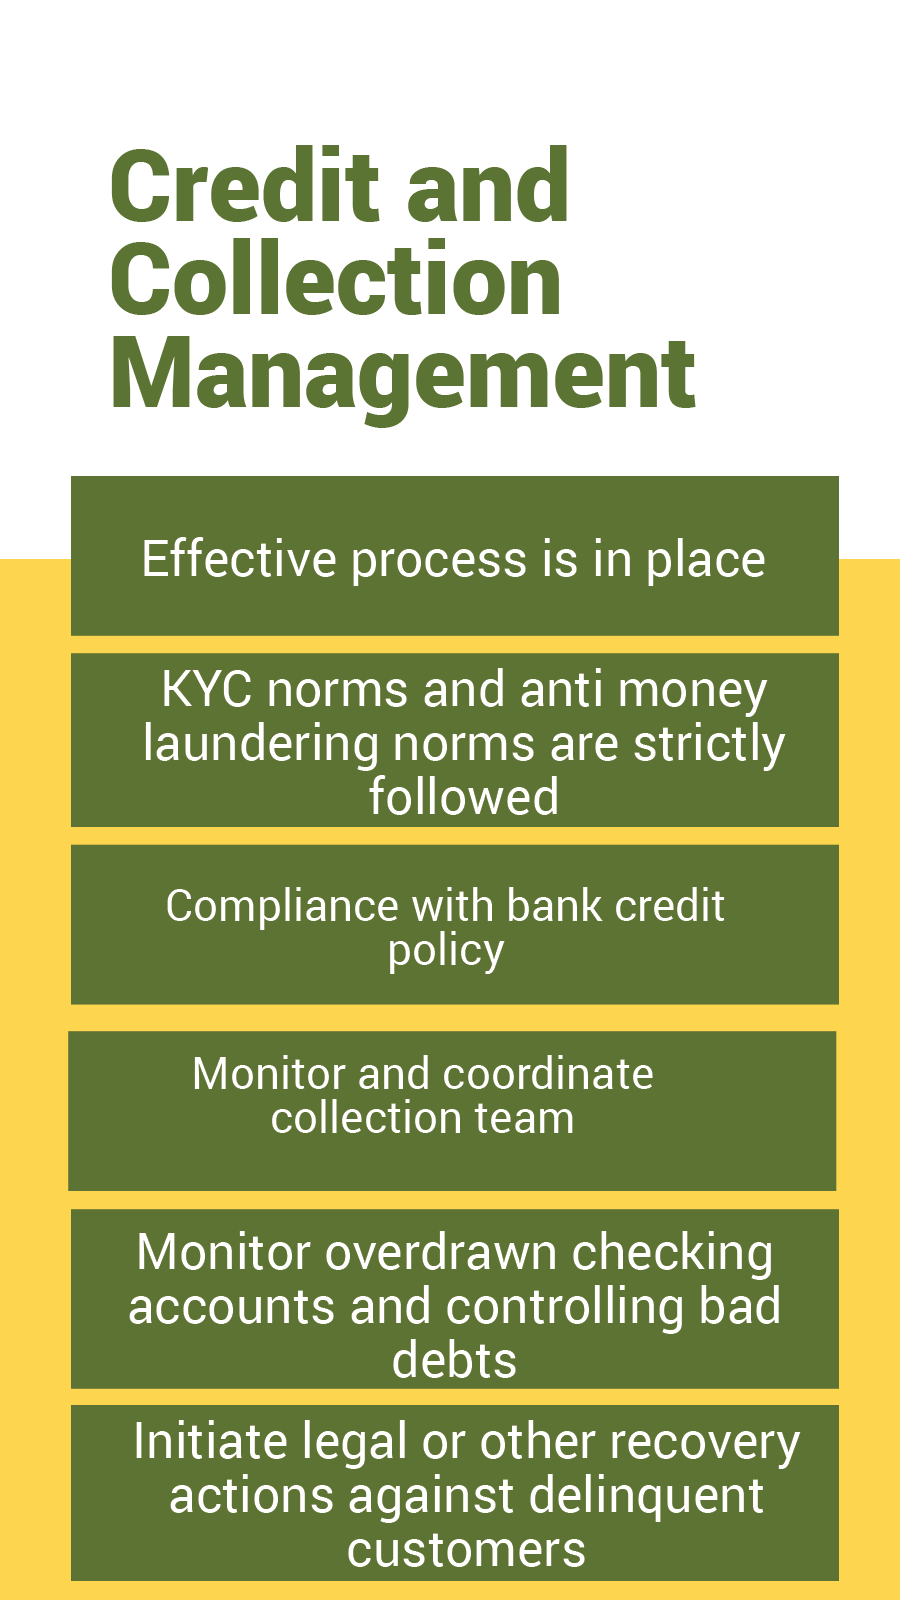 Credit and
Collection
Management
Effective process is in place
KYC norms and anti money
laundering norms are strictly
followed
Compliance with bank credit
policy
Monitor and coordinate
collection team
Monitor overdrawn checking
accounts and controlling bad
debts
Initiate legal or other recovery
actions against delinquent
customers